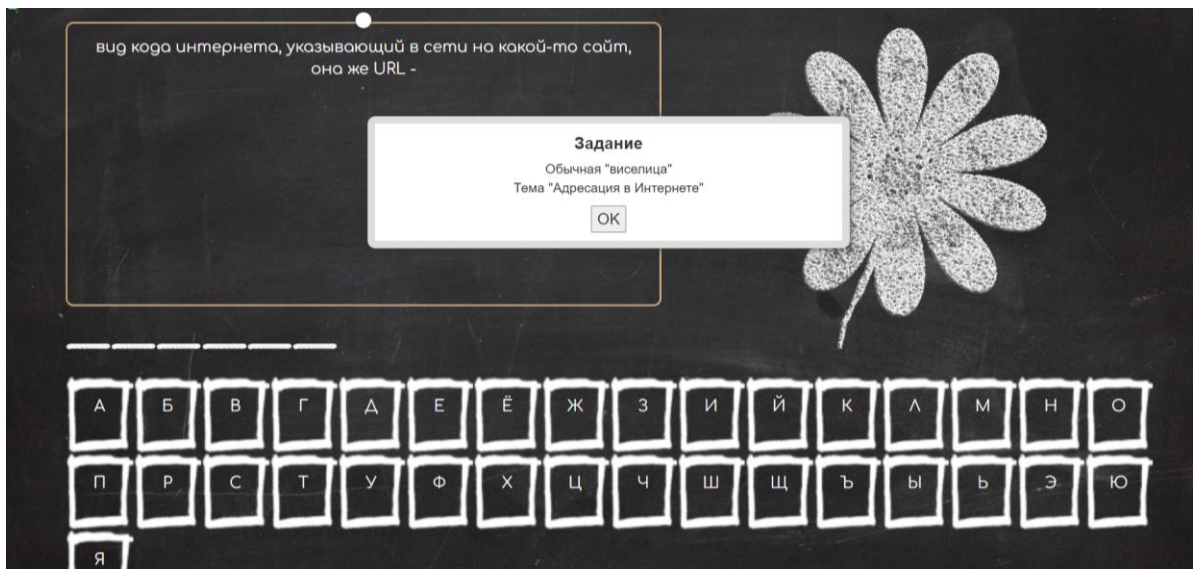 вид кода интернета, указывающий в сети на какой-то сайт,
она же URL -
Задание
Обычная "виселица"
Тема "Адресация в Интернете"
OK
А Б В Г Д Е Ё Ж З И Й К Л М Н О
П Р С Т У Ф Х Ц Ч Ш Щ Ъ Ы Ь Э Ю
Я